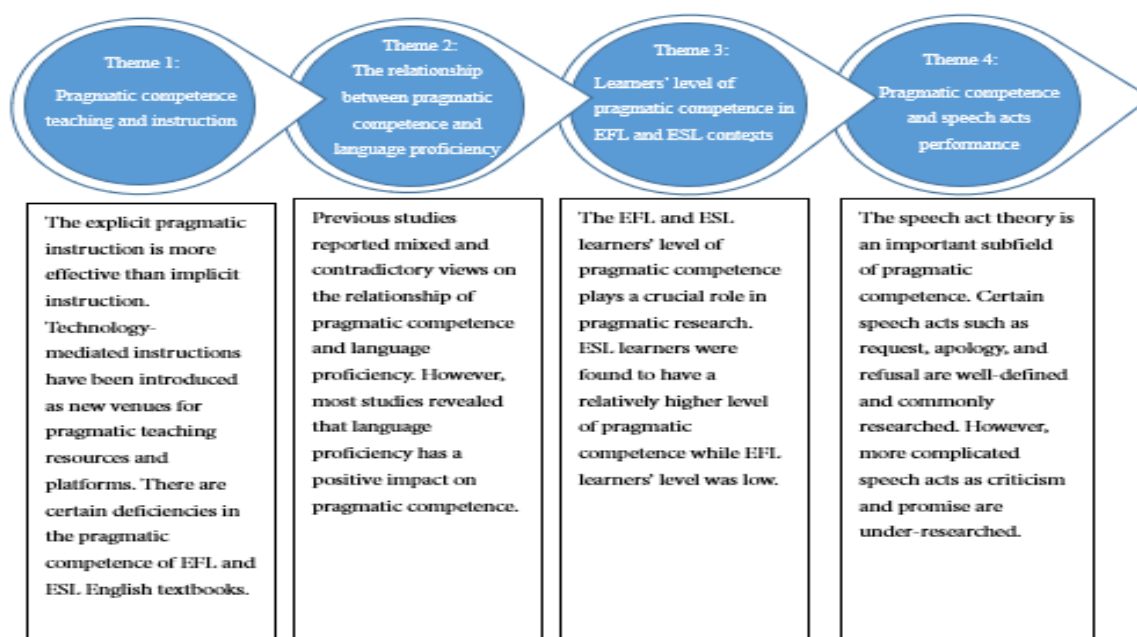 Theme 1:
Pragmatic competence
teaching and instruction
Theme 2:
The relationship
between pragmatic
competence and
language proficiency
Theme 3:
Learners' level of
pragmatic competence in
EFL and ESL contexts
Theme 4:
Pragmatic competence
and speech acts
performance
The explicit pragmatic
instruction is more
effective than implicit
instruction.
Technology-
mediated instructions
have been introduced
as new venues for
pragmatic teaching
resources and
platforms. There are
certain deficiencies in
the pragmatic
competence of EFL and
ESL English textbooks.
Previous studies
reported mixed and
contradictory views on
the relationship of
pragmatic competence
and language
proficiency. However,
most studies revealed
that language
proficiency has a
positive impact on
pragmatic competence.
The EFL and ESL
learners' level of
pragmatic competence
plays a crucial role in
pragmatic research.
ESL learners were
found to have a
relatively higher level
of pragmatic
competence while EFL
learners' level was low.
The speech act theory is
an important subfield
of pragmatic
competence. Certain
speech acts such as
request, apology, and
refusal are well-defined
and commonly
researched. However,
more complicated
speech acts as criticism
and promise are
under-researched.